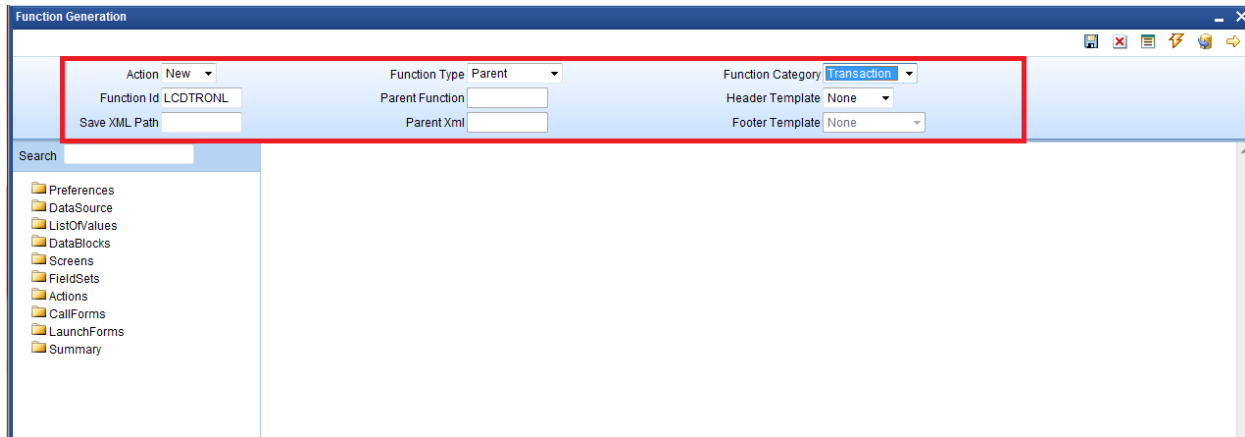 Function Generation
Action New Function Type Parent Function Category Transaction
Function Id LCDTRONL Parent Function Header Template None
Save XML Path Parent Xml Footer Template None
Search
Preferences
DataSource
ListOfValues
DataBlocks
Screens
FieldSets
Actions
CallForms
LaunchForms
Summary